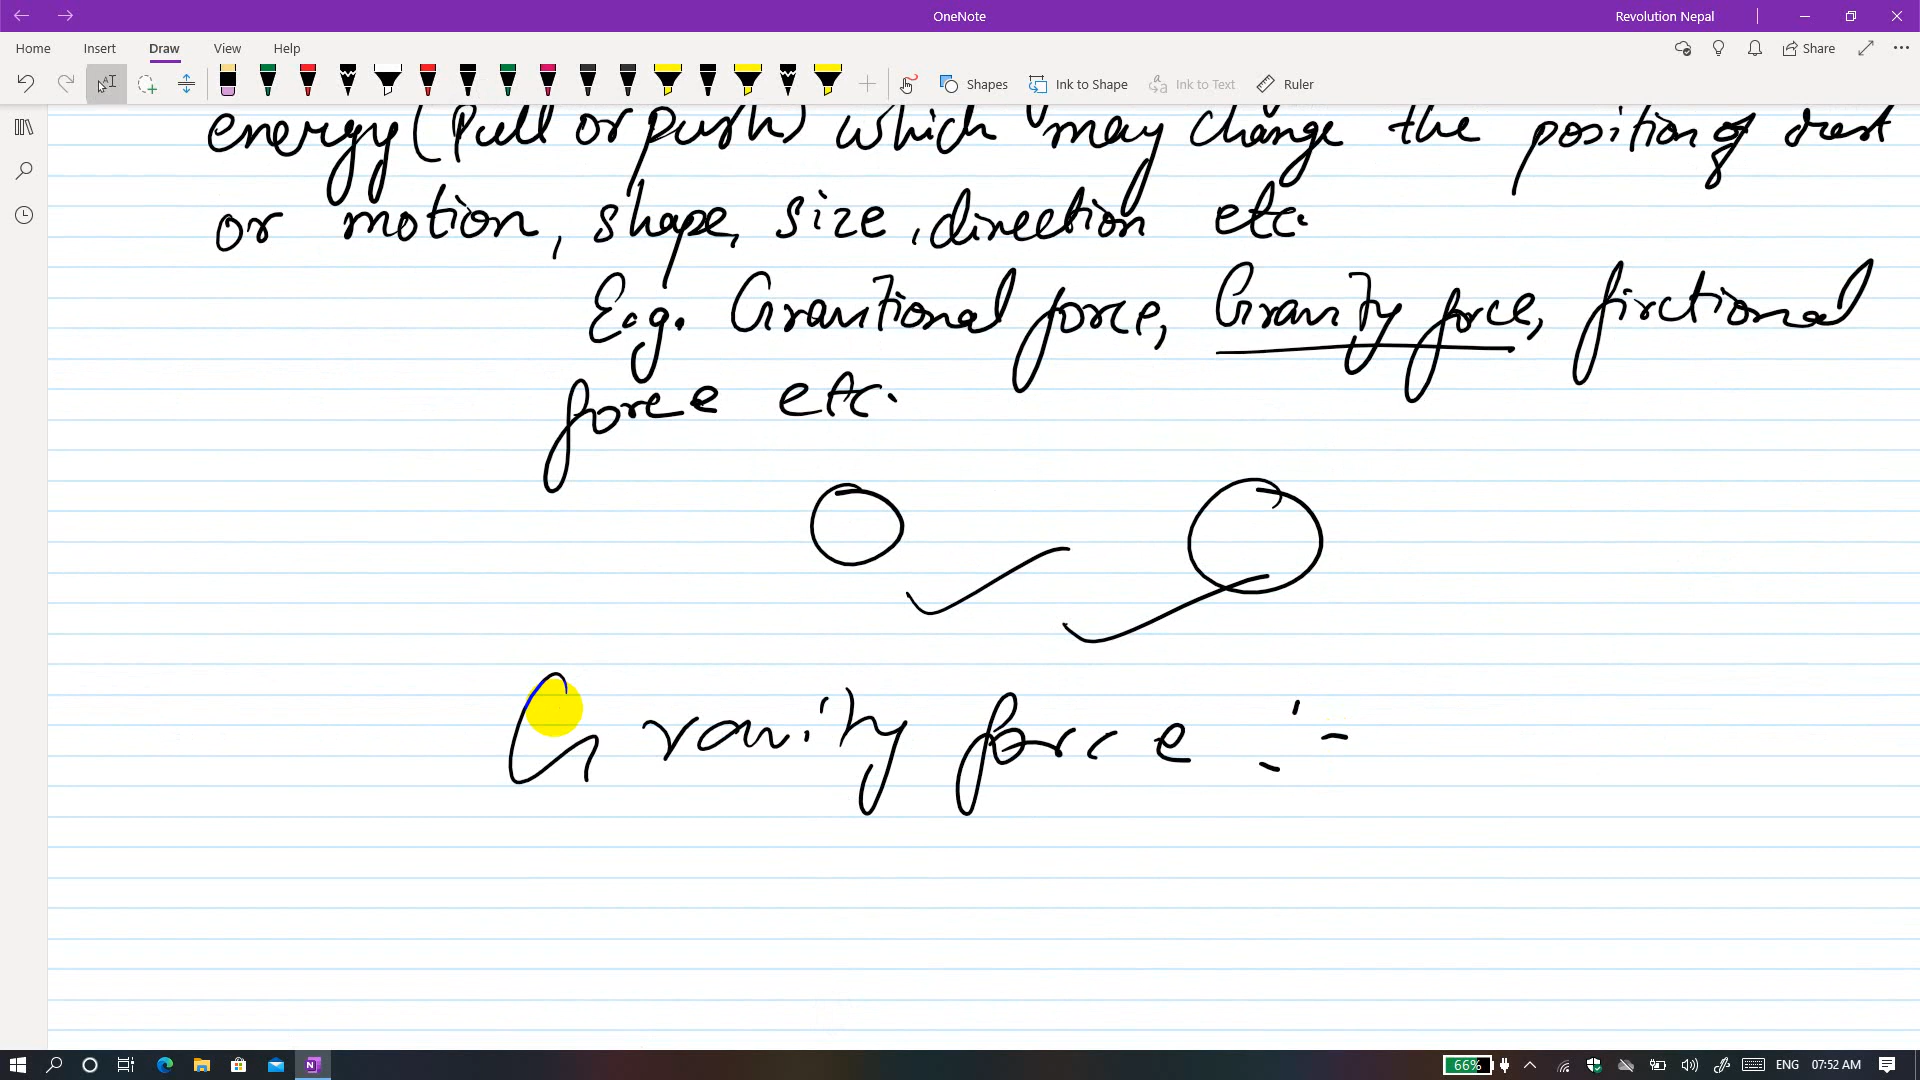 OneNote
Revolution Nepal
Home Insert Draw View Help
Share
Shapes Ink to Shape Ink to Text Ruler
energy (Pull or push) which may change the position of rest
or motion, shape, size, direction etc.
E.g. Gravitional force, Gravity force, firctional
force etc.
Gravity force :-
66% ENG 07:52 AM